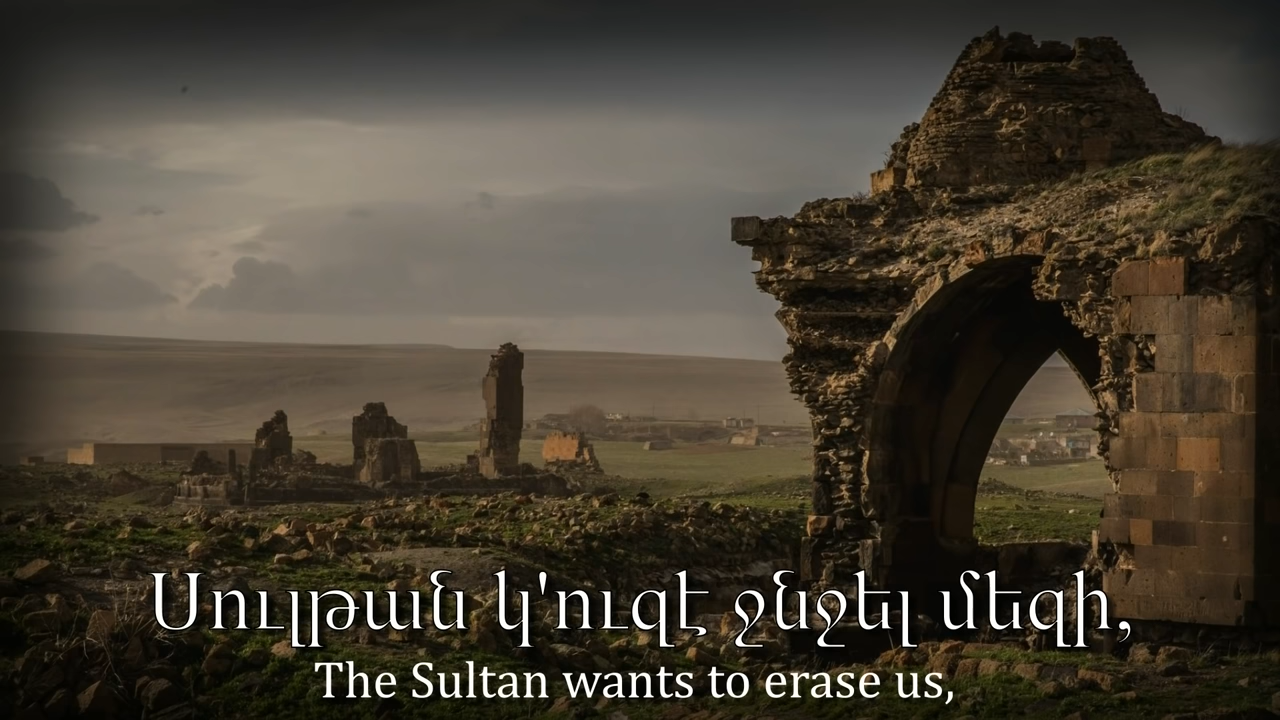 Սուլթան կ'ուզէ ջնջել մեզի,
The Sultan wants to erase us,